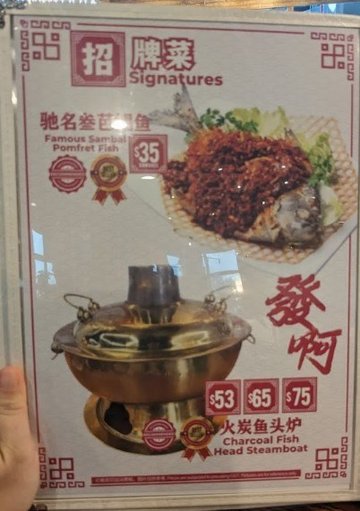 招牌菜
Signatures
驰名叁芭鲳鱼
Famous Sambal
Pomfret Fish
$35
發
啊
$53 $65 $75
火炭鱼头炉
Charcoal Fish
Head Steamboat